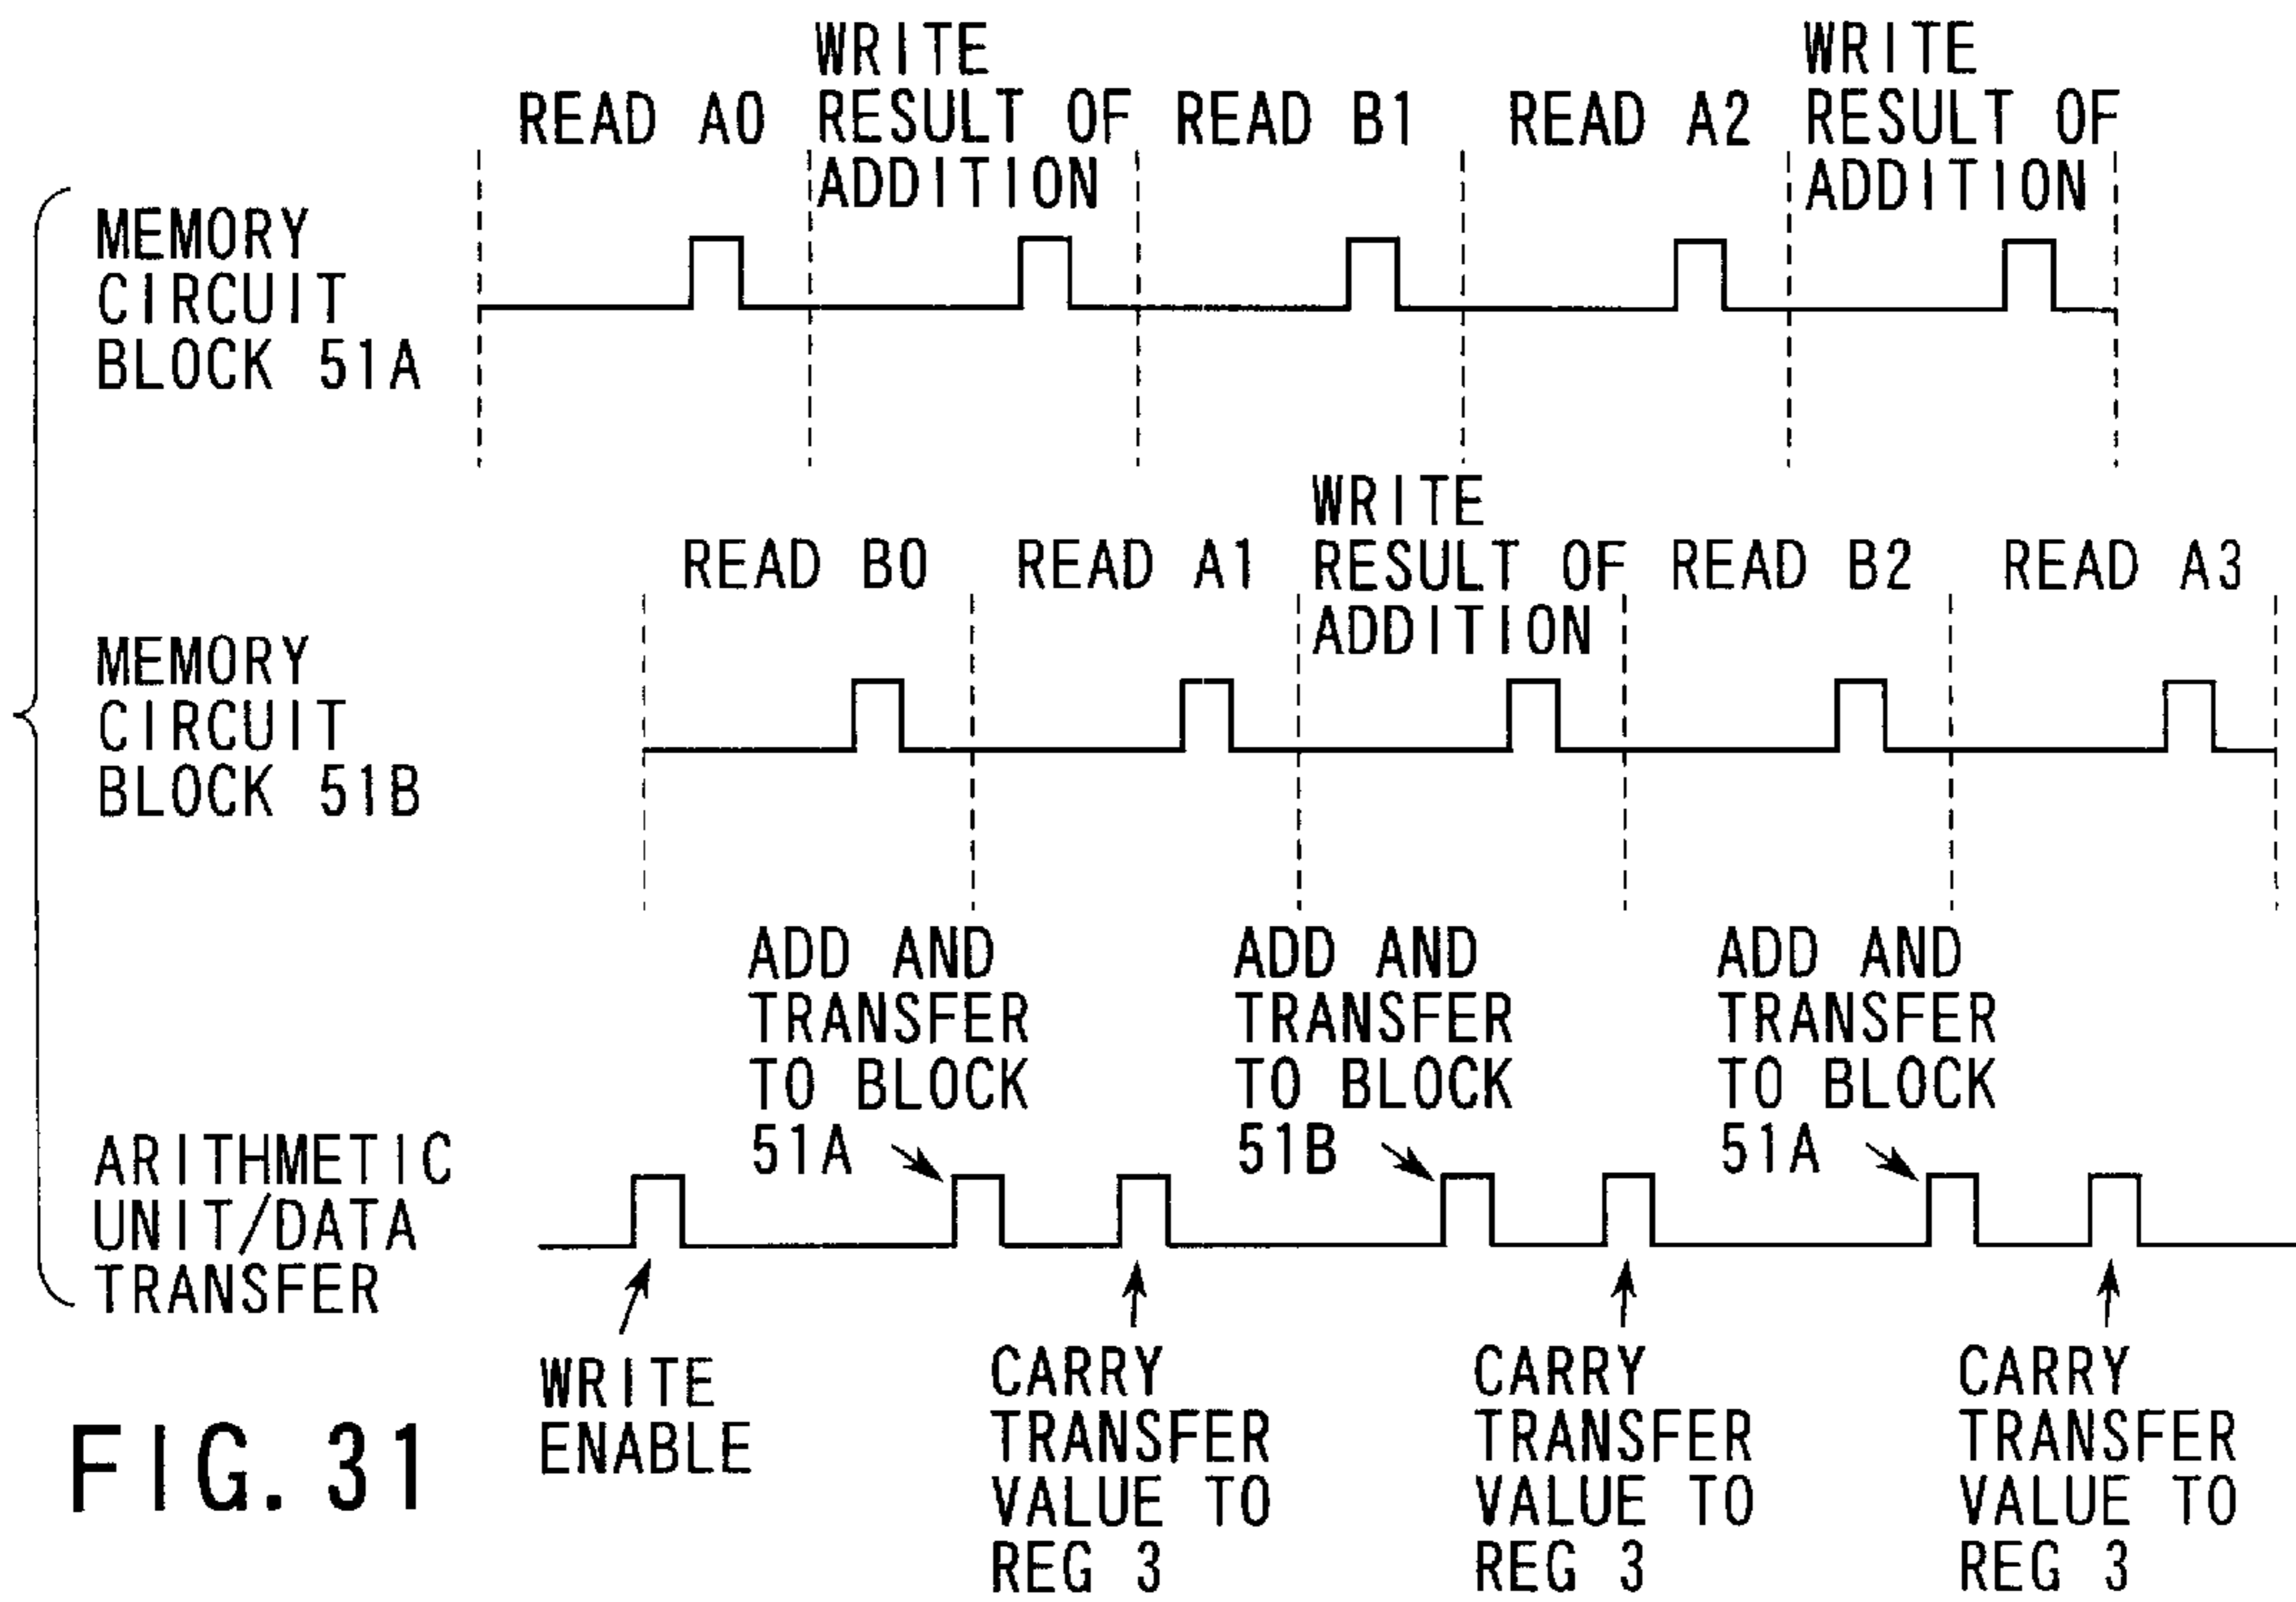 READ A0
WRITE
RESULT OF
ADDITION
READ B1
READ A2
WRITE
RESULT OF
ADDITION
MEMORY
CIRCUIT
BLOCK 51A
READ B0
READ A1
WRITE
RESULT OF
ADDITION
READ B2
READ A3
MEMORY
CIRCUIT
BLOCK 51B
ADD AND
TRANSFER
TO BLOCK
51A
ADD AND
TRANSFER
TO BLOCK
51B
ADD AND
TRANSFER
TO BLOCK
51A
ARITHMETIC
UNIT/DATA
TRANSFER
WRITE
ENABLE
CARRY
TRANSFER
VALUE TO
REG 3
CARRY
TRANSFER
VALUE TO
REG 3
CARRY
TRANSFER
VALUE TO
REG 3
FIG. 31